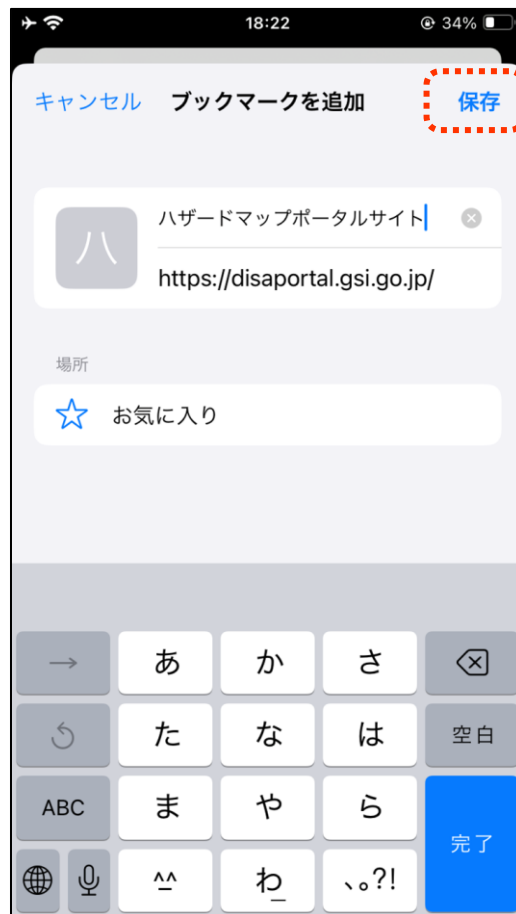 18:22 34%
キャンセル ブックマークを追加 保存
ハ ハザードマップポータルサイト
https://disaportal.gsi.go.jp/
場所
お気に入り
→ あ か さ
た な は 空白
ABC ま や ら 完了
^^ わ_ 、。?!